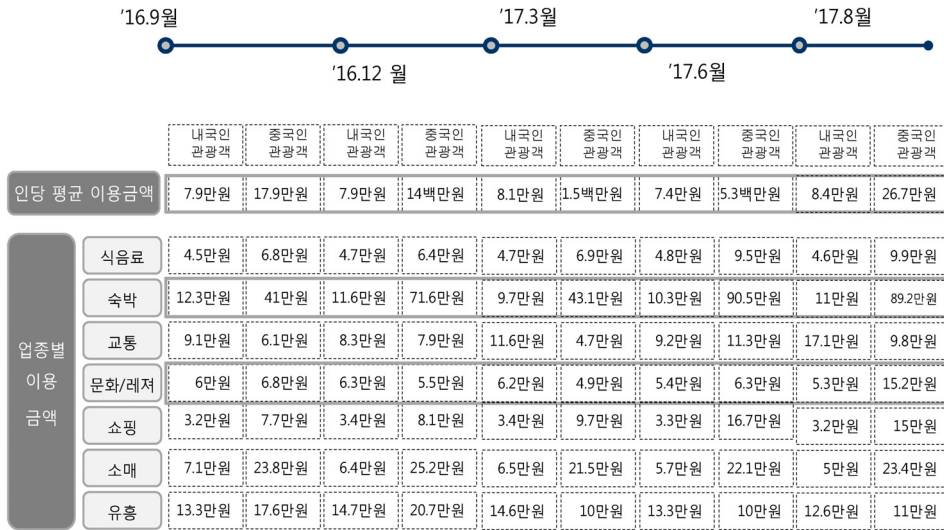 '16.9월 '17.3월 '17.8월
'16.12 월 '17.6월
내국인 중국인 내국인 중국인 내국인 중국인 내국인 중국인 내국인 중국인
관광객 관광객 관광객 관광객 관광객 관광객 관광객 관광객 관광객 관광객
인당 평균 이용금액 7.9만원 17.9만원 7.9만원 14백만원 8.1만원 1.5백만원 7.4만원 5.3백만원 8.4만원 26.7만원
업종별
이용
금액
식음료 4.5만원 6.8만원 4.7만원 6.4만원 4.7만원 6.9만원 4.8만원 9.5만원 4.6만원 9.9만원
숙박 12.3만원 41만원 11.6만원 71.6만원 9.7만원 43.1만원 10.3만원 90.5만원 11만원 89.2만원
교통 9.1만원 6.1만원 8.3만원 7.9만원 11.6만원 4.7만원 9.2만원 11.3만원 17.1만원 9.8만원
문화/레져 6만원 6.8만원 6.3만원 5.5만원 6.2만원 4.9만원 5.4만원 6.3만원 5.3만원 15.2만원
쇼핑 3.2만원 7.7만원 3.4만원 8.1만원 3.4만원 9.7만원 3.3만원 16.7만원 3.2만원 15만원
소매 7.1만원 23.8만원 6.4만원 25.2만원 6.5만원 21.5만원 5.7만원 22.1만원 5만원 23.4만원
유흥 13.3만원 17.6만원 14.7만원 20.7만원 14.6만원 10만원 13.3만원 10만원 12.6만원 11만원